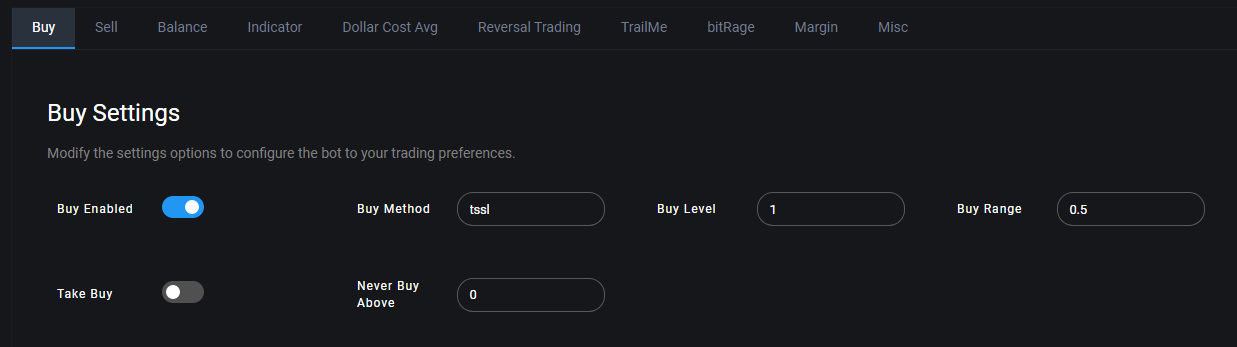 Buy Sell Balance Indicator Dollar Cost Avg Reversal Trading TrailMe bitRage Margin Misc
Buy Settings
Modify the settings options to configure the bot to your trading preferences.
Buy Enabled Buy Method tssl Buy Level 1 Buy Range 0.5
Take Buy Never Buy Above 0